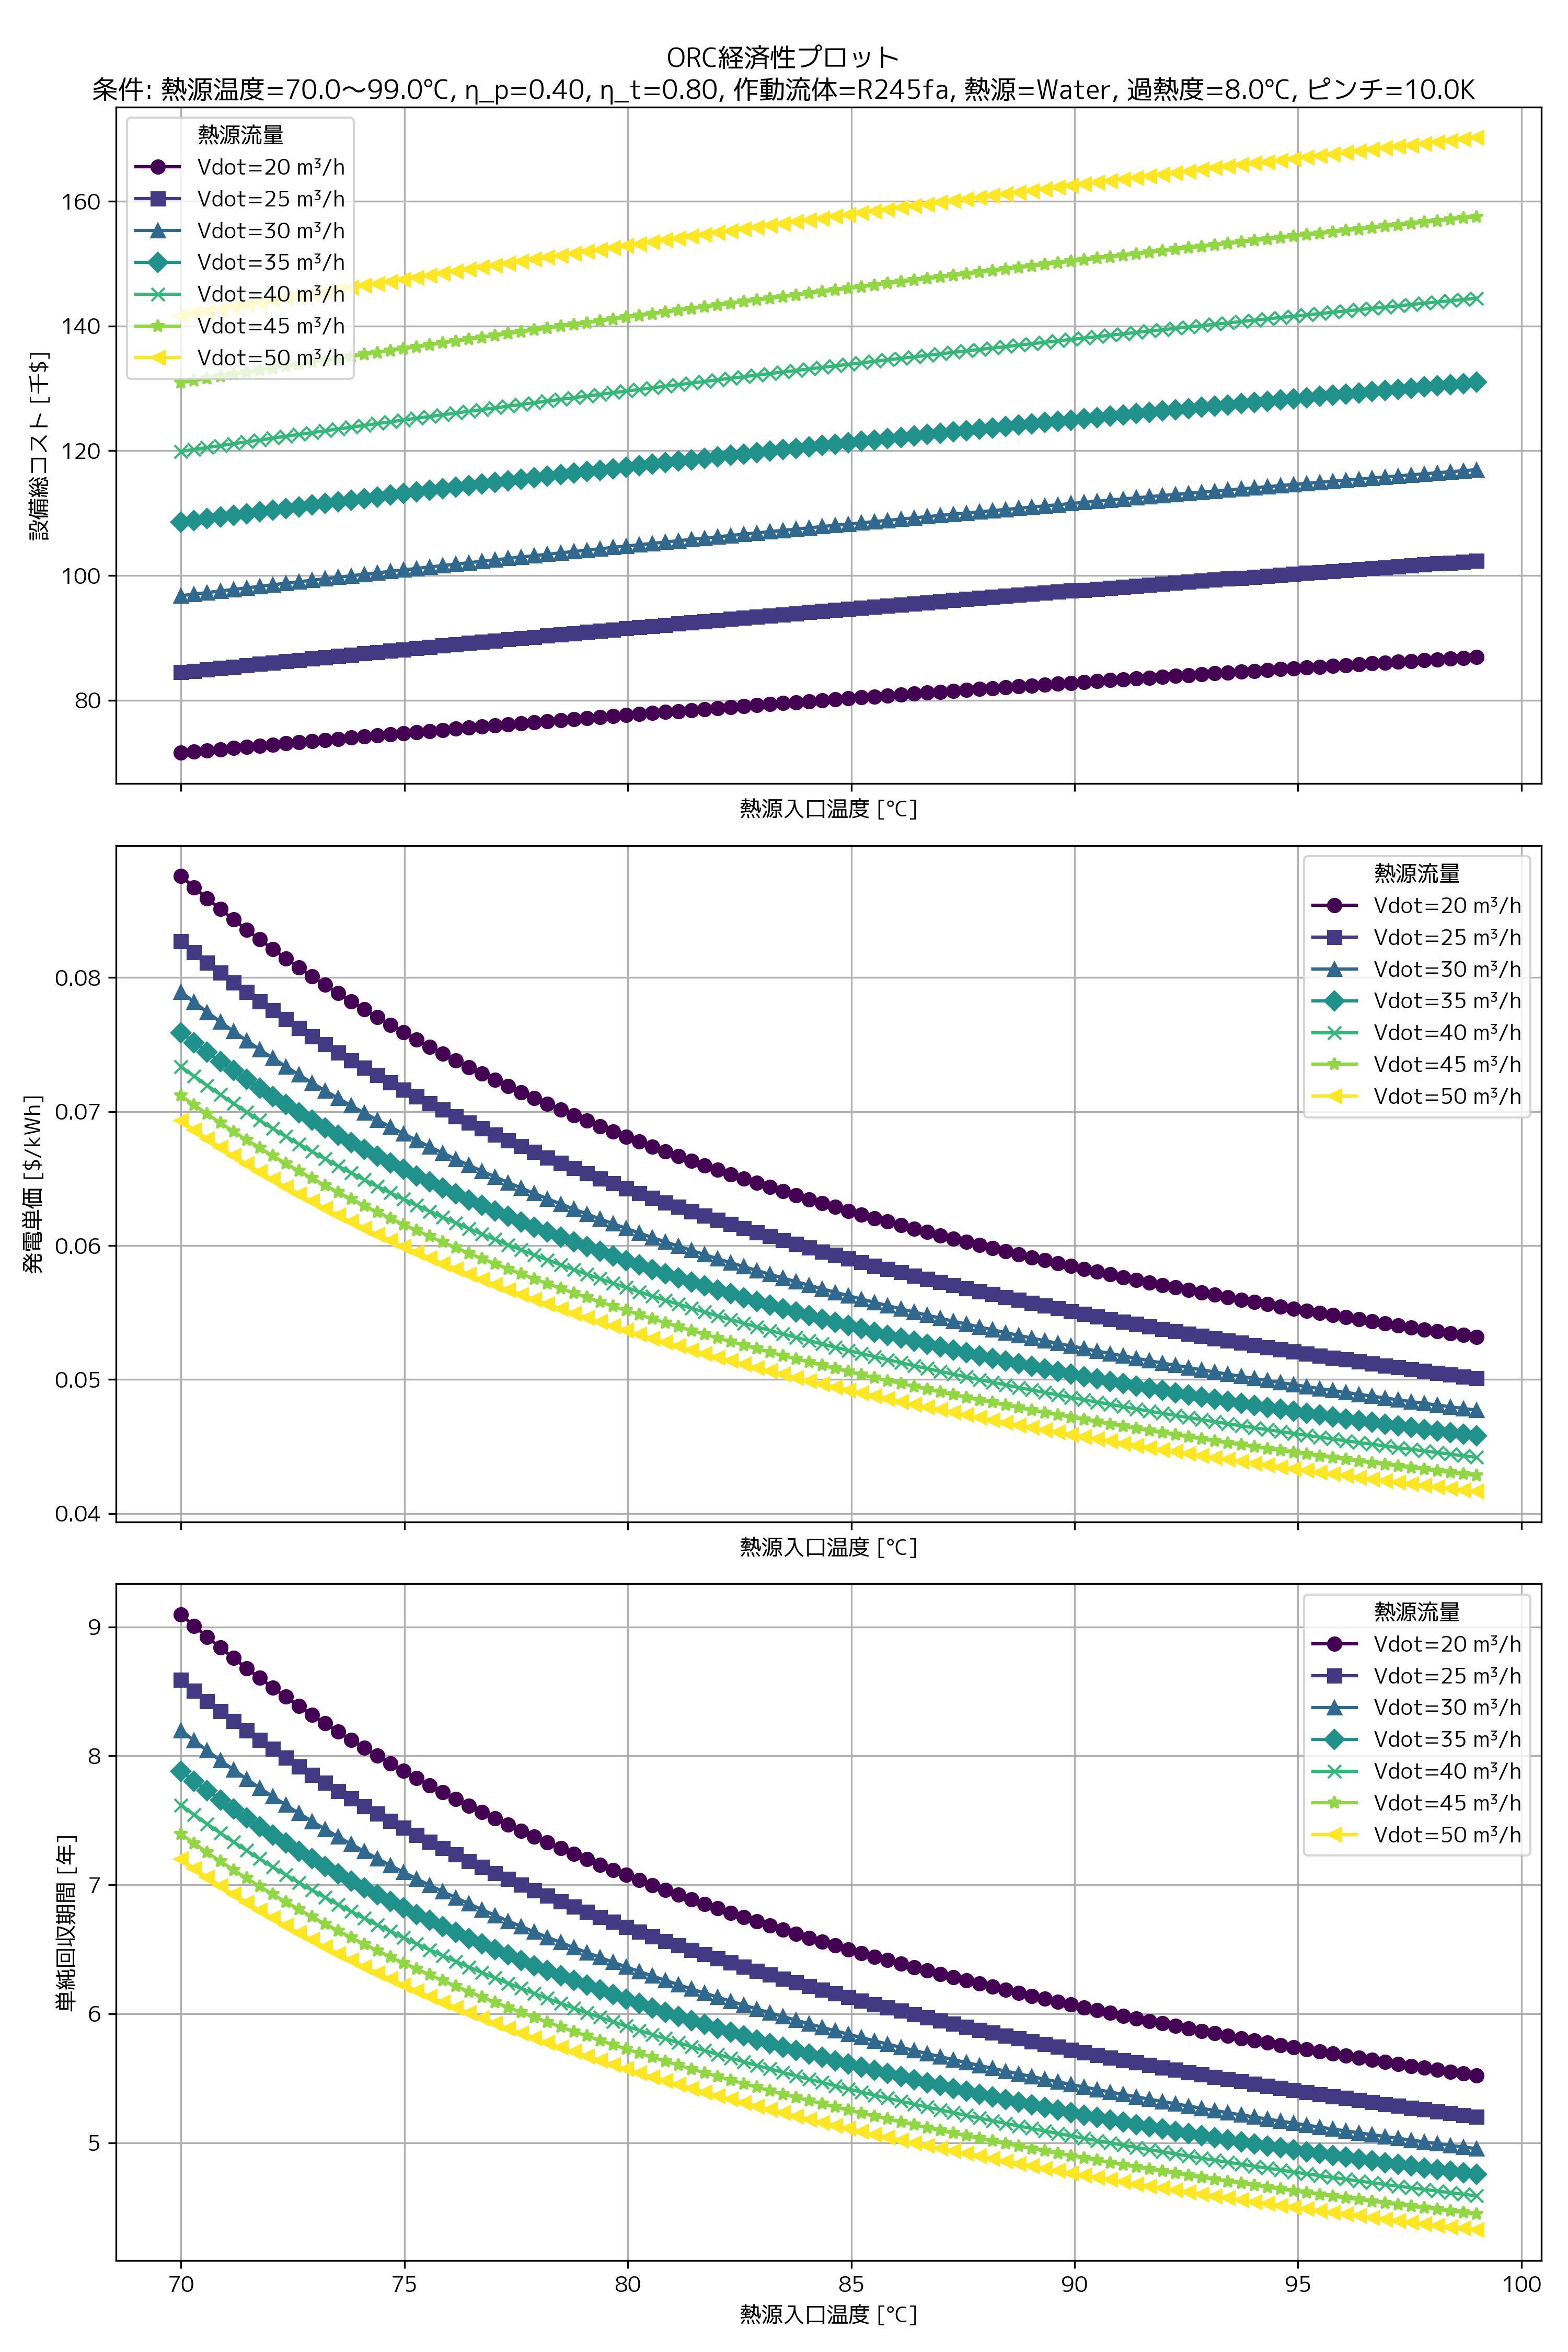 ORC経済性プロット
条件: 熱源温度=70.0～99.0℃, η_p=0.40, η_t=0.80, 作動流体=R245fa, 熱源=Water, 過熱度=8.0℃, ピンチ=10.0K
熱源流量
Vdot=20 m³/h
Vdot=25 m³/h
Vdot=30 m³/h
Vdot=35 m³/h
Vdot=40 m³/h
Vdot=45 m³/h
Vdot=50 m³/h
160
140
120
100
80
設備総コスト [千$]
熱源入口温度 [℃]
熱源流量
Vdot=20 m³/h
Vdot=25 m³/h
Vdot=30 m³/h
Vdot=35 m³/h
Vdot=40 m³/h
Vdot=45 m³/h
Vdot=50 m³/h
0.08
0.07
0.06
0.05
0.04
発電単価 [$/kWh]
熱源入口温度 [℃]
熱源流量
Vdot=20 m³/h
Vdot=25 m³/h
Vdot=30 m³/h
Vdot=35 m³/h
Vdot=40 m³/h
Vdot=45 m³/h
Vdot=50 m³/h
9
8
7
6
5
単純回収期間 [年]
70 75 80 85 90 95 100
熱源入口温度 [℃]